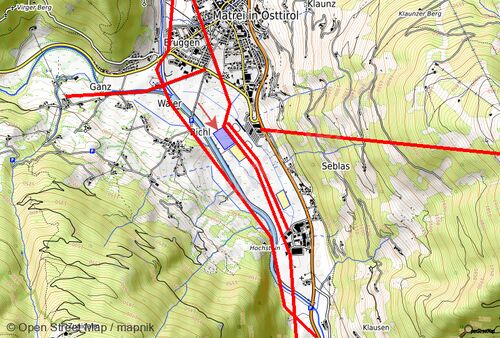 Virger Berg
Matrei in Osttirol
Klaunz
Klaunzer Berg
Bruggen
Ganz
Waier
Bichl
Seblas
Hochstein
Klausen
© Open Street Map / mapnik